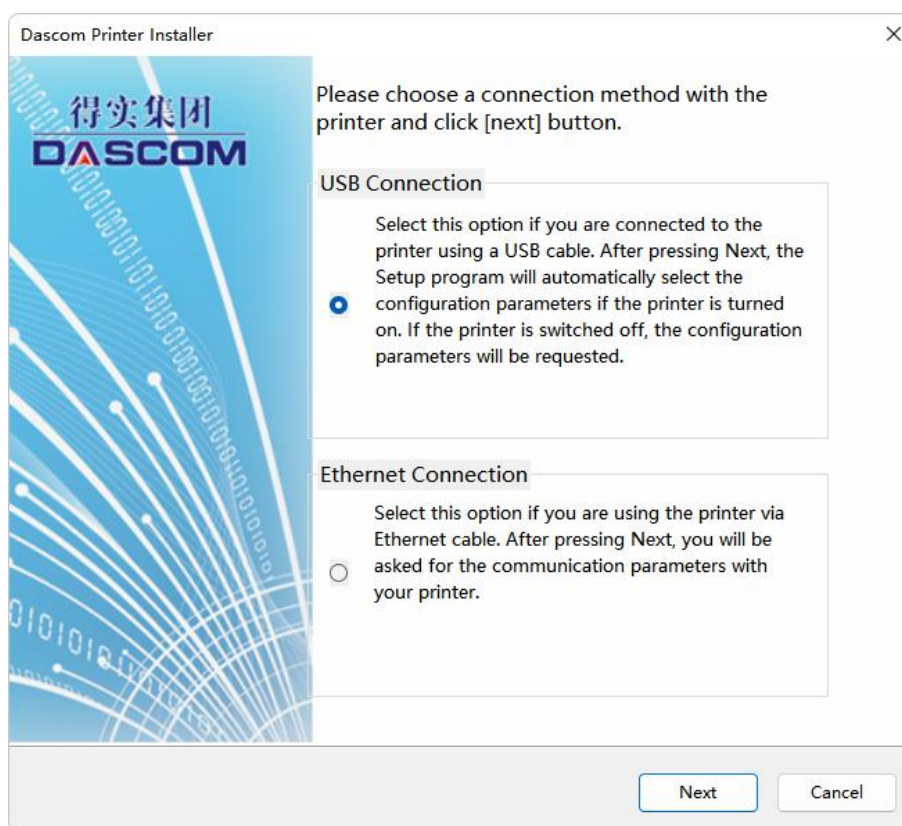 Dascom Printer Installer
得实集团
DASCOM
Please choose a connection method with the
printer and click [next] button.
USB Connection
Select this option if you are connected to the
printer using a USB cable. After pressing Next, the
Setup program will automatically select the
configuration parameters if the printer is turned
on. If the printer is switched off, the configuration
parameters will be requested.
Ethernet Connection
Select this option if you are using the printer via
Ethernet cable. After pressing Next, you will be
asked for the communication parameters with
your printer.
Next
Cancel